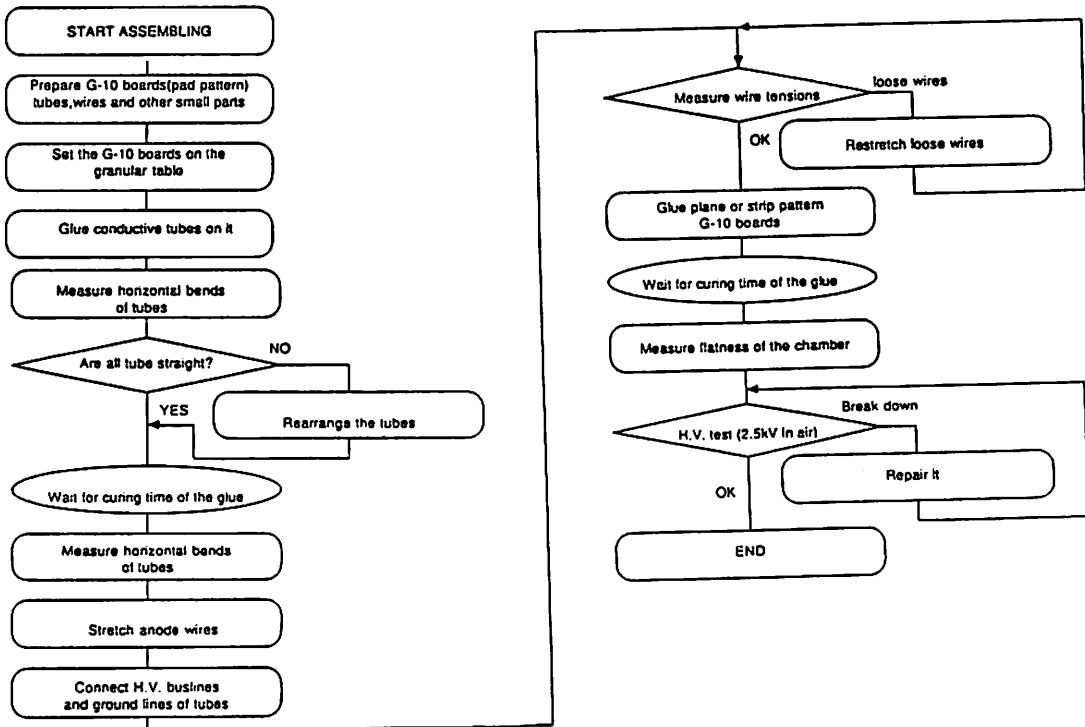 START ASSEMBLING
Prepare G-10 boards(pad pattern)
tubes,wires and other small parts
Set the G-10 boards on the
granular table
Glue conductive tubes on it
Measure horizontal bends
of tubes
Are all tube straight?
NO
YES
Rearrange the tubes
Wait for curing time of the glue
Measure horizontal bends
of tubes
Stretch anode wires
Connect H.V. buslines
and ground lines of tubes
Measure wire tensions
loose wires
OK
Restretch loose wires
Glue plane or strip pattern
G-10 boards
Wait for curing time of the glue
Measure flatness of the chamber
Break down
H.V. test (2.5kV in air)
Repair it
OK
END